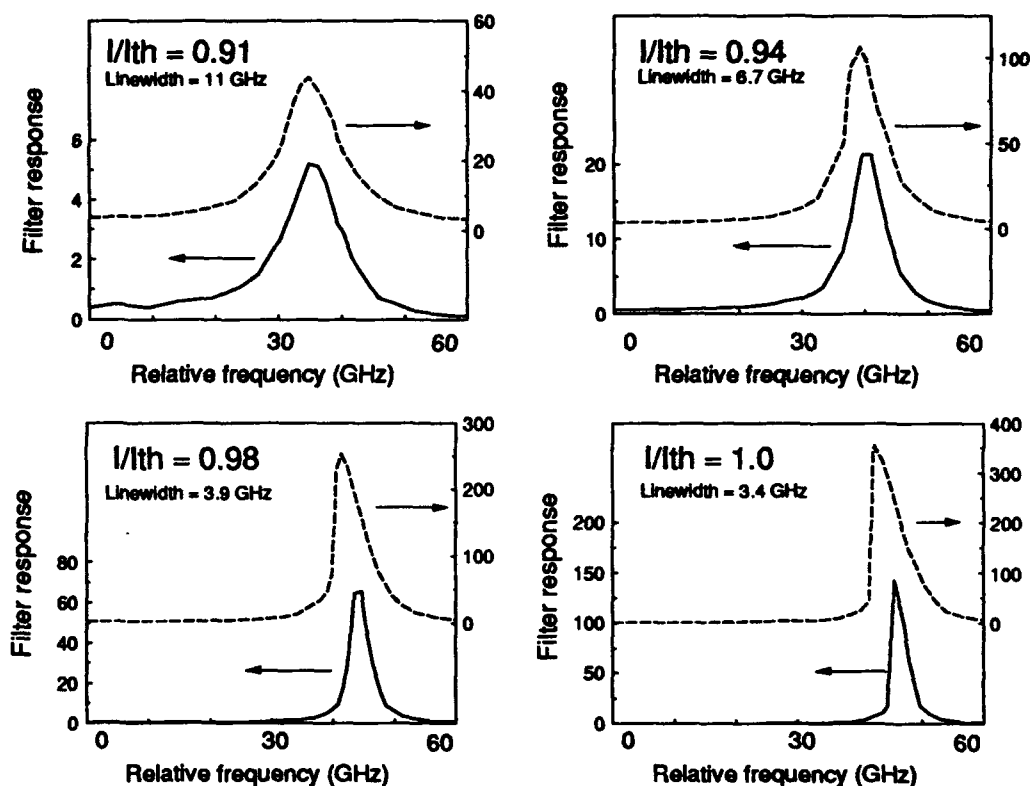 I/Ith = 0.91
Linewidth = 11 GHz
Filter response
6
4
2
0
60
40
20
0
0 30 60
Relative frequency (GHz)
I/Ith = 0.94
Linewidth = 6.7 GHz
Filter response
20
15
10
0
100
50
0
0 30 60
Relative frequency (GHz)
I/Ith = 0.98
Linewidth = 3.9 GHz
Filter response
80
60
50
40
20
0
300
200
100
0
0 30 60
Relative frequency (GHz)
I/Ith = 1.0
Linewidth = 3.4 GHz
Filter response
200
150
125
100
50
0
400
300
200
100
0
0 30 60
Relative frequency (GHz)